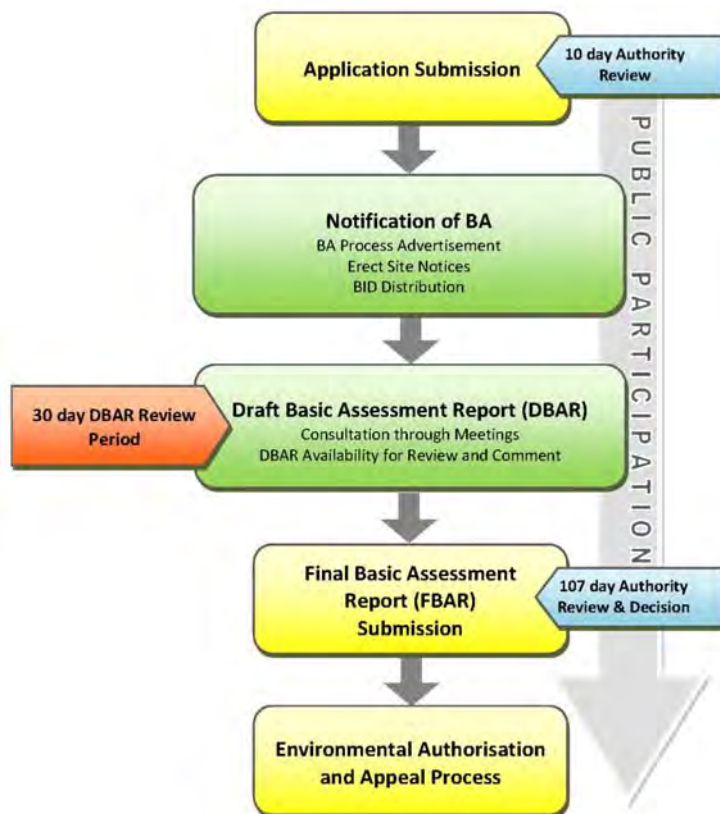 Application Submission
10 day Authority
Review
PUBLIC PARTICIPATION
Notification of BA
BA Process Advertisement
Erect Site Notices
BID Distribution
30 day DBAR Review
Period
Draft Basic Assessment Report (DBAR)
Consultation through Meetings
DBAR Availability for Review and Comment
Final Basic Assessment
Report (FBAR)
Submission
107 day Authority
Review & Decision
Environmental Authorisation
and Appeal Process